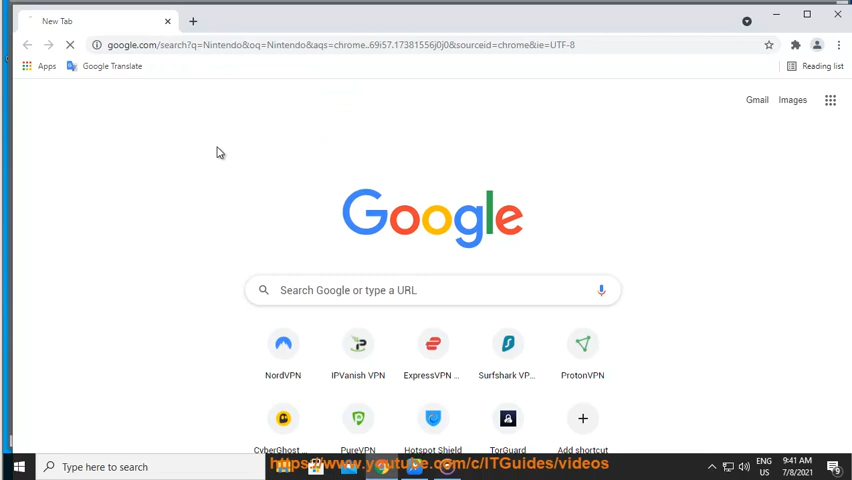 New Tab
google.com/search?q=Nintendo&oq=Nintendo&aqs=chrome..69i57.17381556j0j0&sourceid=chrome&ie=UTF-8
Apps Google Translate Reading list
Gmail Images
Google
Search Google or type a URL
NordVPN IPVanish VPN ExpressVPN ... Surfshark VP... ProtonVPN
CyberGhost ... PureVPN Hotspot Shield TorGuard Add shortcut
Type here to search
https://www.youtube.com/c/ITGuides/videos
ENG
US
9:41 AM
7/8/2021
9